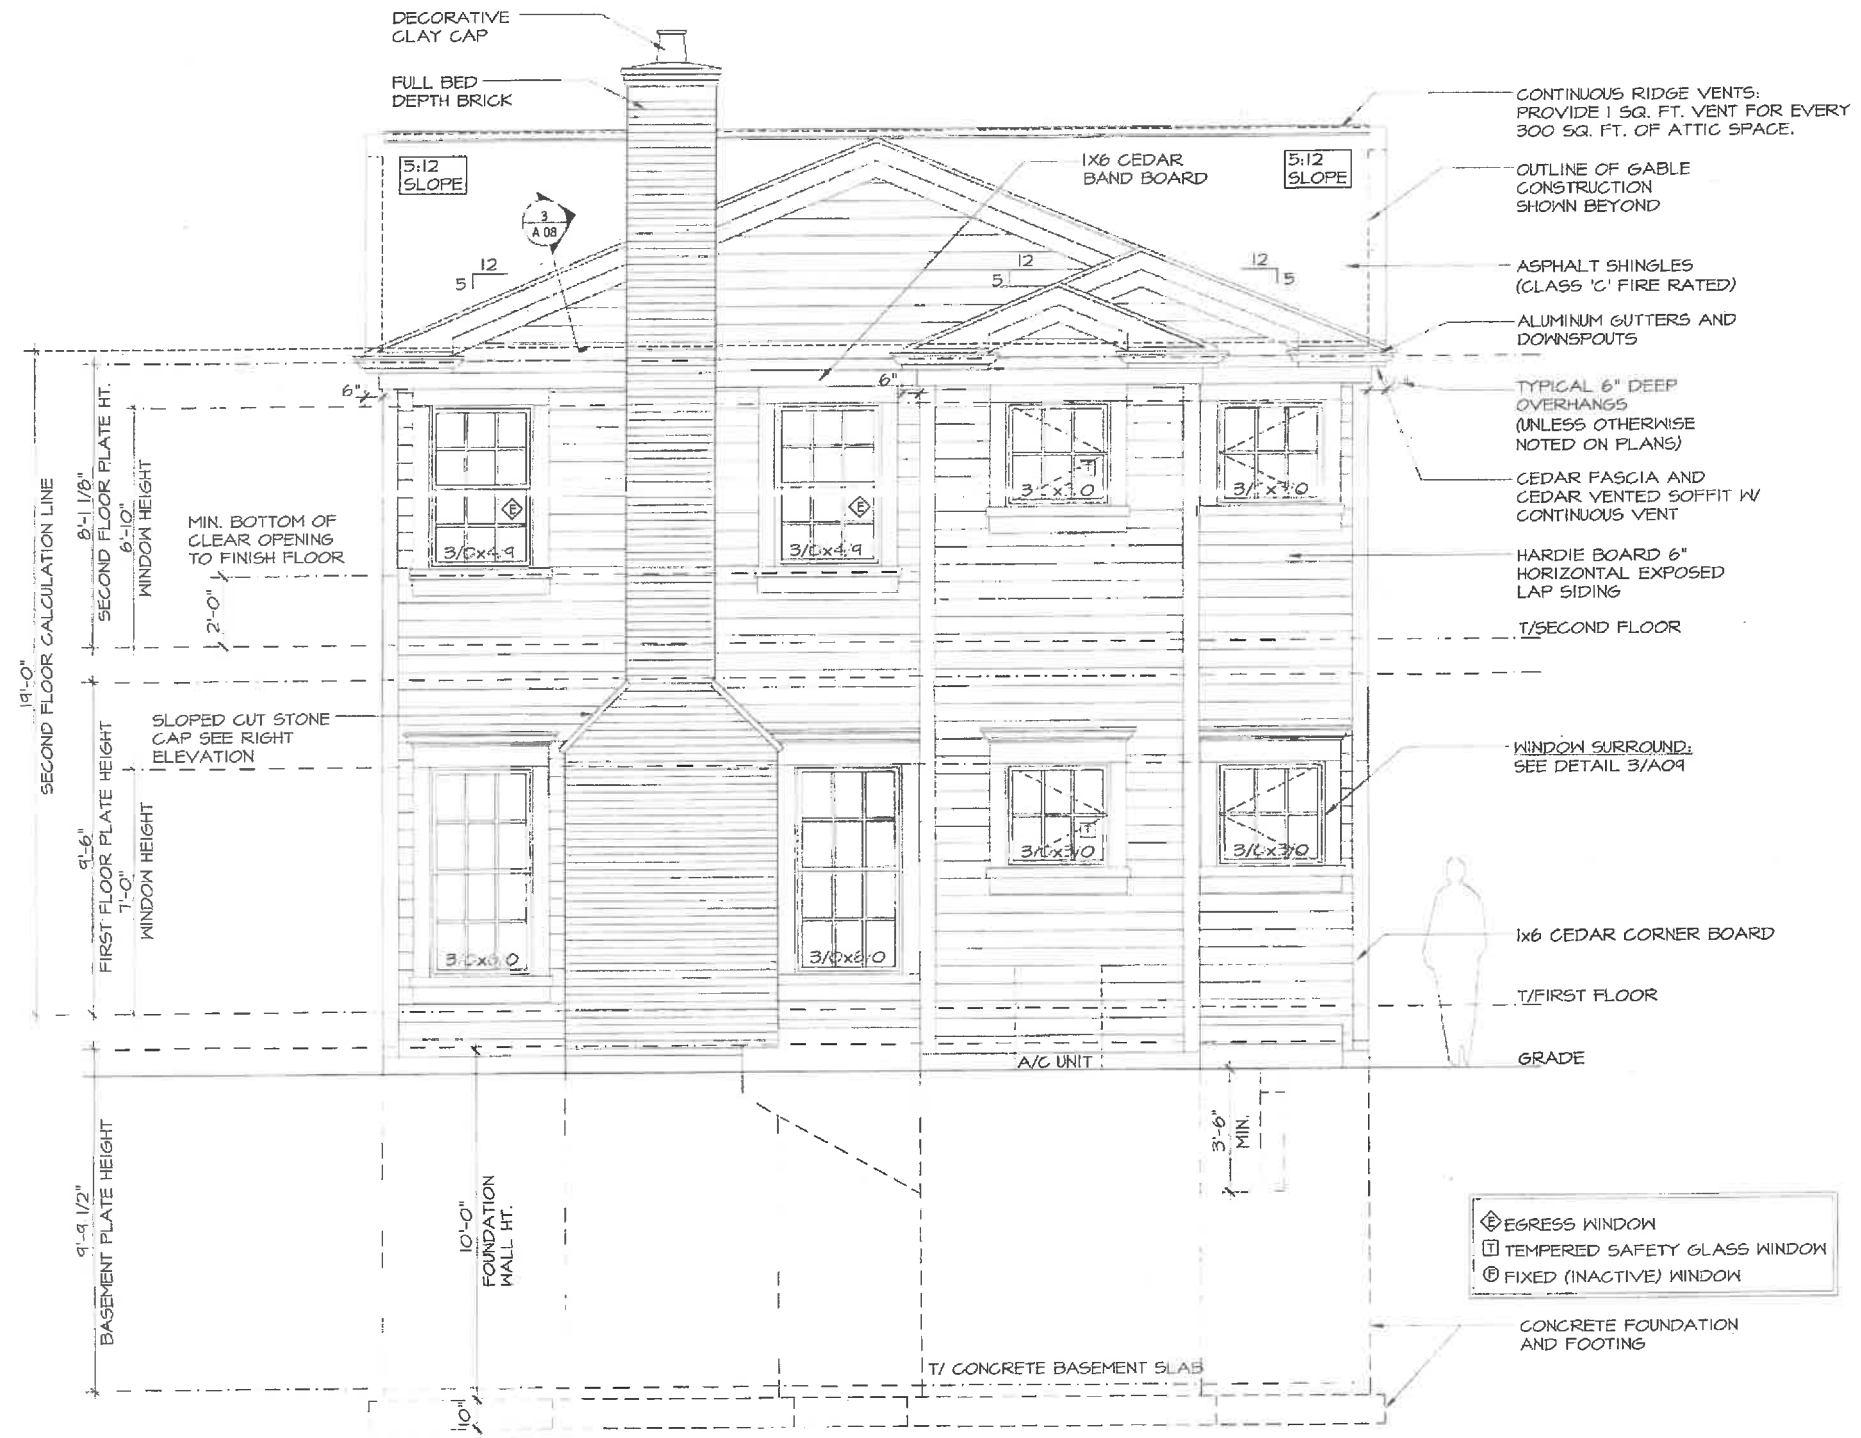 DECORATIVE
CLAY CAP
FULL BED
DEPTH BRICK
CONTINUOUS RIDGE VENTS:
PROVIDE 1 SQ. FT. VENT FOR EVERY
300 SQ. FT. OF ATTIC SPACE.
5:12
SLOPE
1X6 CEDAR
BAND BOARD
5:12
SLOPE
OUTLINE OF GABLE
CONSTRUCTION
SHOWN BEYOND
3
A 08
12
5
12
5
12
5
ASPHALT SHINGLES
(CLASS 'C' FIRE RATED)
ALUMINUM GUTTERS AND
DOWNSPOUTS
6"
6"
TYPICAL 6" DEEP
OVERHANGS
(UNLESS OTHERWISE
NOTED ON PLANS)
CEDAR FASCIA AND
CEDAR VENTED SOFFIT W/
CONTINUOUS VENT
HARDIE BOARD 6"
HORIZONTAL EXPOSED
LAP SIDING
T/SECOND FLOOR
19'-0"
SECOND FLOOR CALCULATION LINE
8'-1 1/8"
SECOND FLOOR PLATE HT.
6'-10"
WINDOW HEIGHT
MIN. BOTTOM OF
CLEAR OPENING
TO FINISH FLOOR
2'-0"
E
3/0x4/9
E
3/0x4/9
T
3/0x3/0
3/0x3/0
SLOPED CUT STONE
CAP SEE RIGHT
ELEVATION
9'-6"
FIRST FLOOR PLATE HEIGHT
7'-0"
WINDOW HEIGHT
WINDOW SURROUND:
SEE DETAIL 3/A09
T
3/0x3/0
3/0x3/0
3/0x6/0
3/0x6/0
1x6 CEDAR CORNER BOARD
T/FIRST FLOOR
A/C UNIT
GRADE
9'-9 1/2"
BASEMENT PLATE HEIGHT
10'-0"
FOUNDATION
WALL HT.
3'-6"
MIN.
E EGRESS WINDOW
T TEMPERED SAFETY GLASS WINDOW
F FIXED (INACTIVE) WINDOW
CONCRETE FOUNDATION
AND FOOTING
T/ CONCRETE BASEMENT SLAB
10"